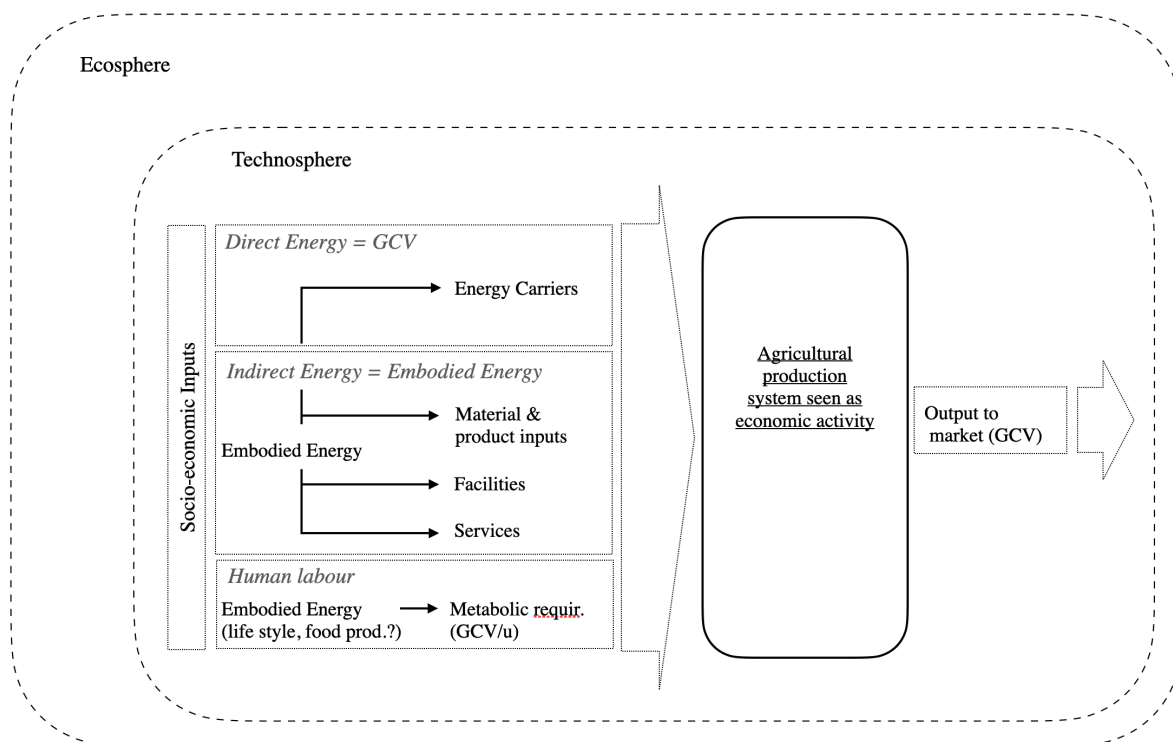 Ecosphere
Technosphere
Socio-economic Inputs
Direct Energy = GCV
Energy Carriers
Indirect Energy = Embodied Energy
Material &
product inputs
Embodied Energy
Facilities
Services
Human labour
Embodied Energy
(life style, food prod.?)
Metabolic requir.
(GCV/u)
Agricultural
production
system seen as
economic activity
Output to
market (GCV)